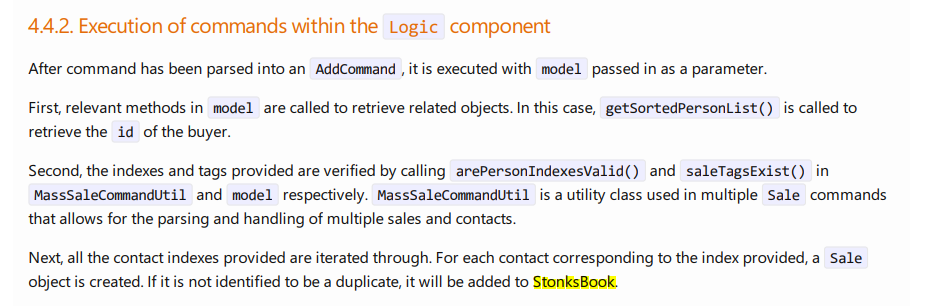 4.4.2. Execution of commands within the Logic component
After command has been parsed into an AddCommand , it is executed with model passed in as a parameter.
First, relevant methods in model are called to retrieve related objects. In this case, getSortedPersonList() is called to
retrieve the id of the buyer.
Second, the indexes and tags provided are verified by calling arePersonIndexesValid() and saleTagsExist() in
MassSaleCommandUtil and model respectively. MassSaleCommandUtil is a utility class used in multiple Sale commands
that allows for the parsing and handling of multiple sales and contacts.
Next, all the contact indexes provided are iterated through. For each contact corresponding to the index provided, a Sale
object is created. If it is not identified to be a duplicate, it will be added to StonksBook.